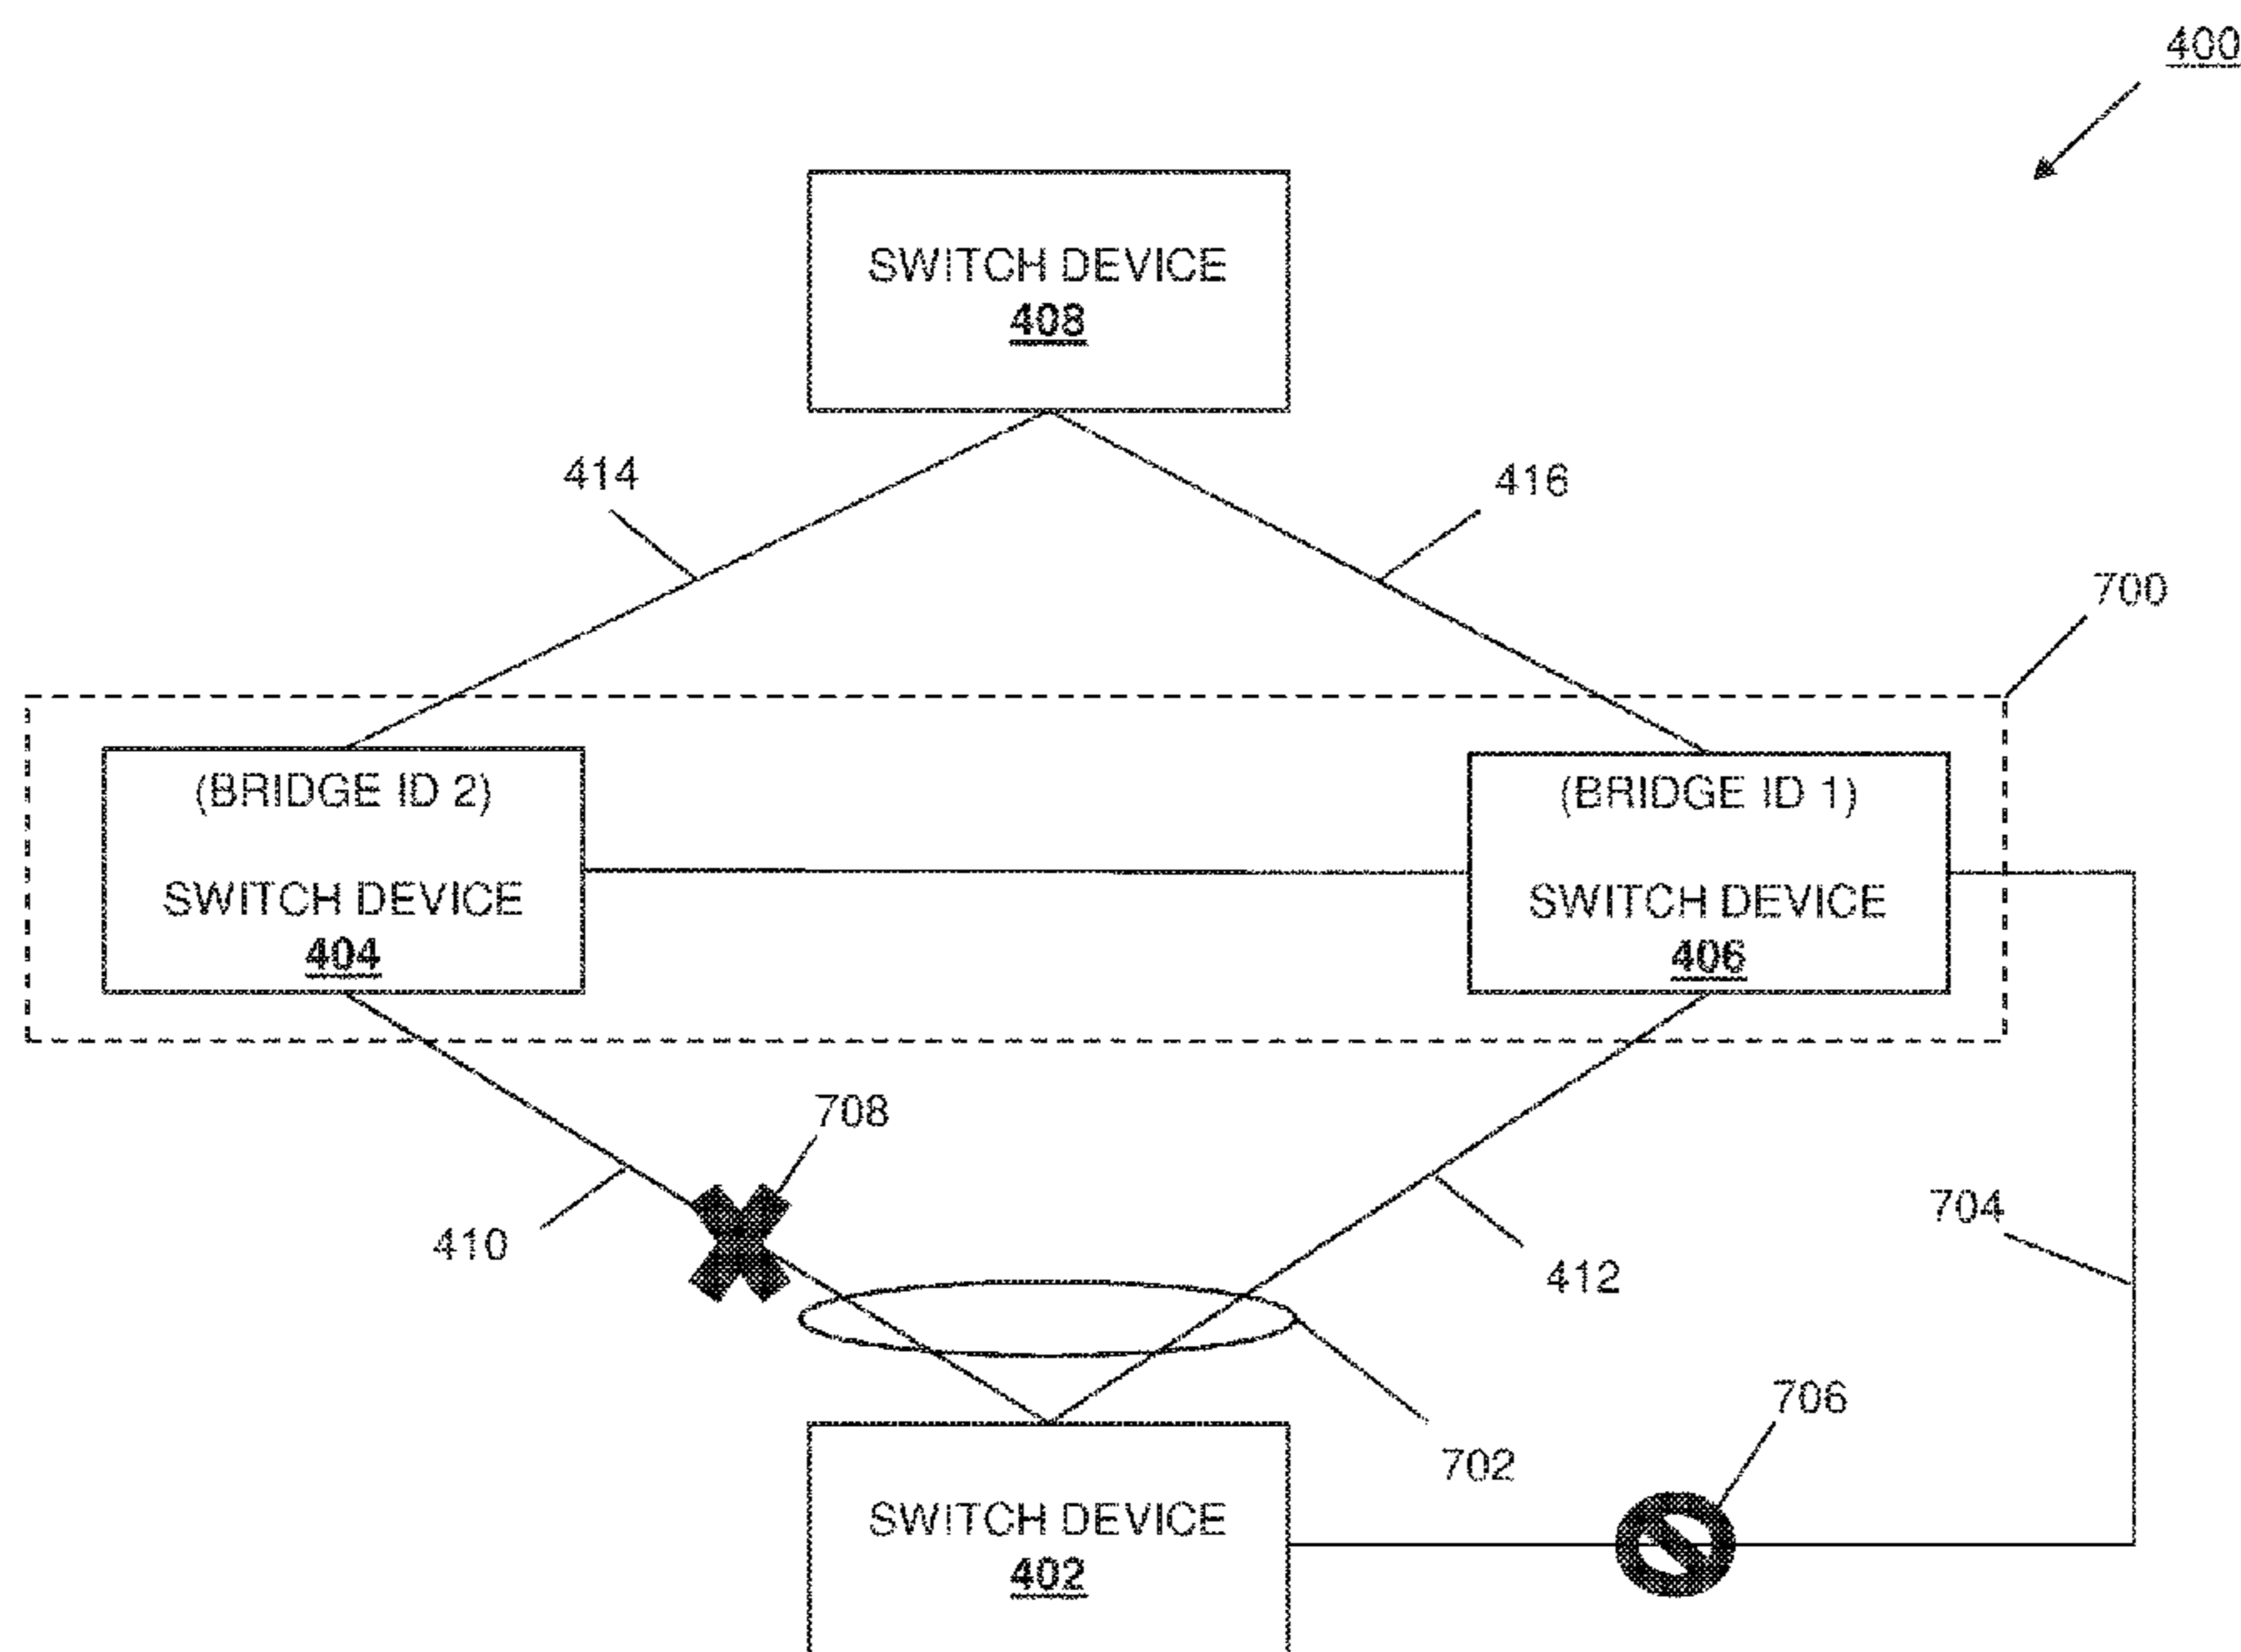 400
SWITCH DEVICE
408
414
416
700
(BRIDGE ID 2)
SWITCH DEVICE
404
(BRIDGE ID 1)
SWITCH DEVICE
406
708
410
412
704
702
706
SWITCH DEVICE
402